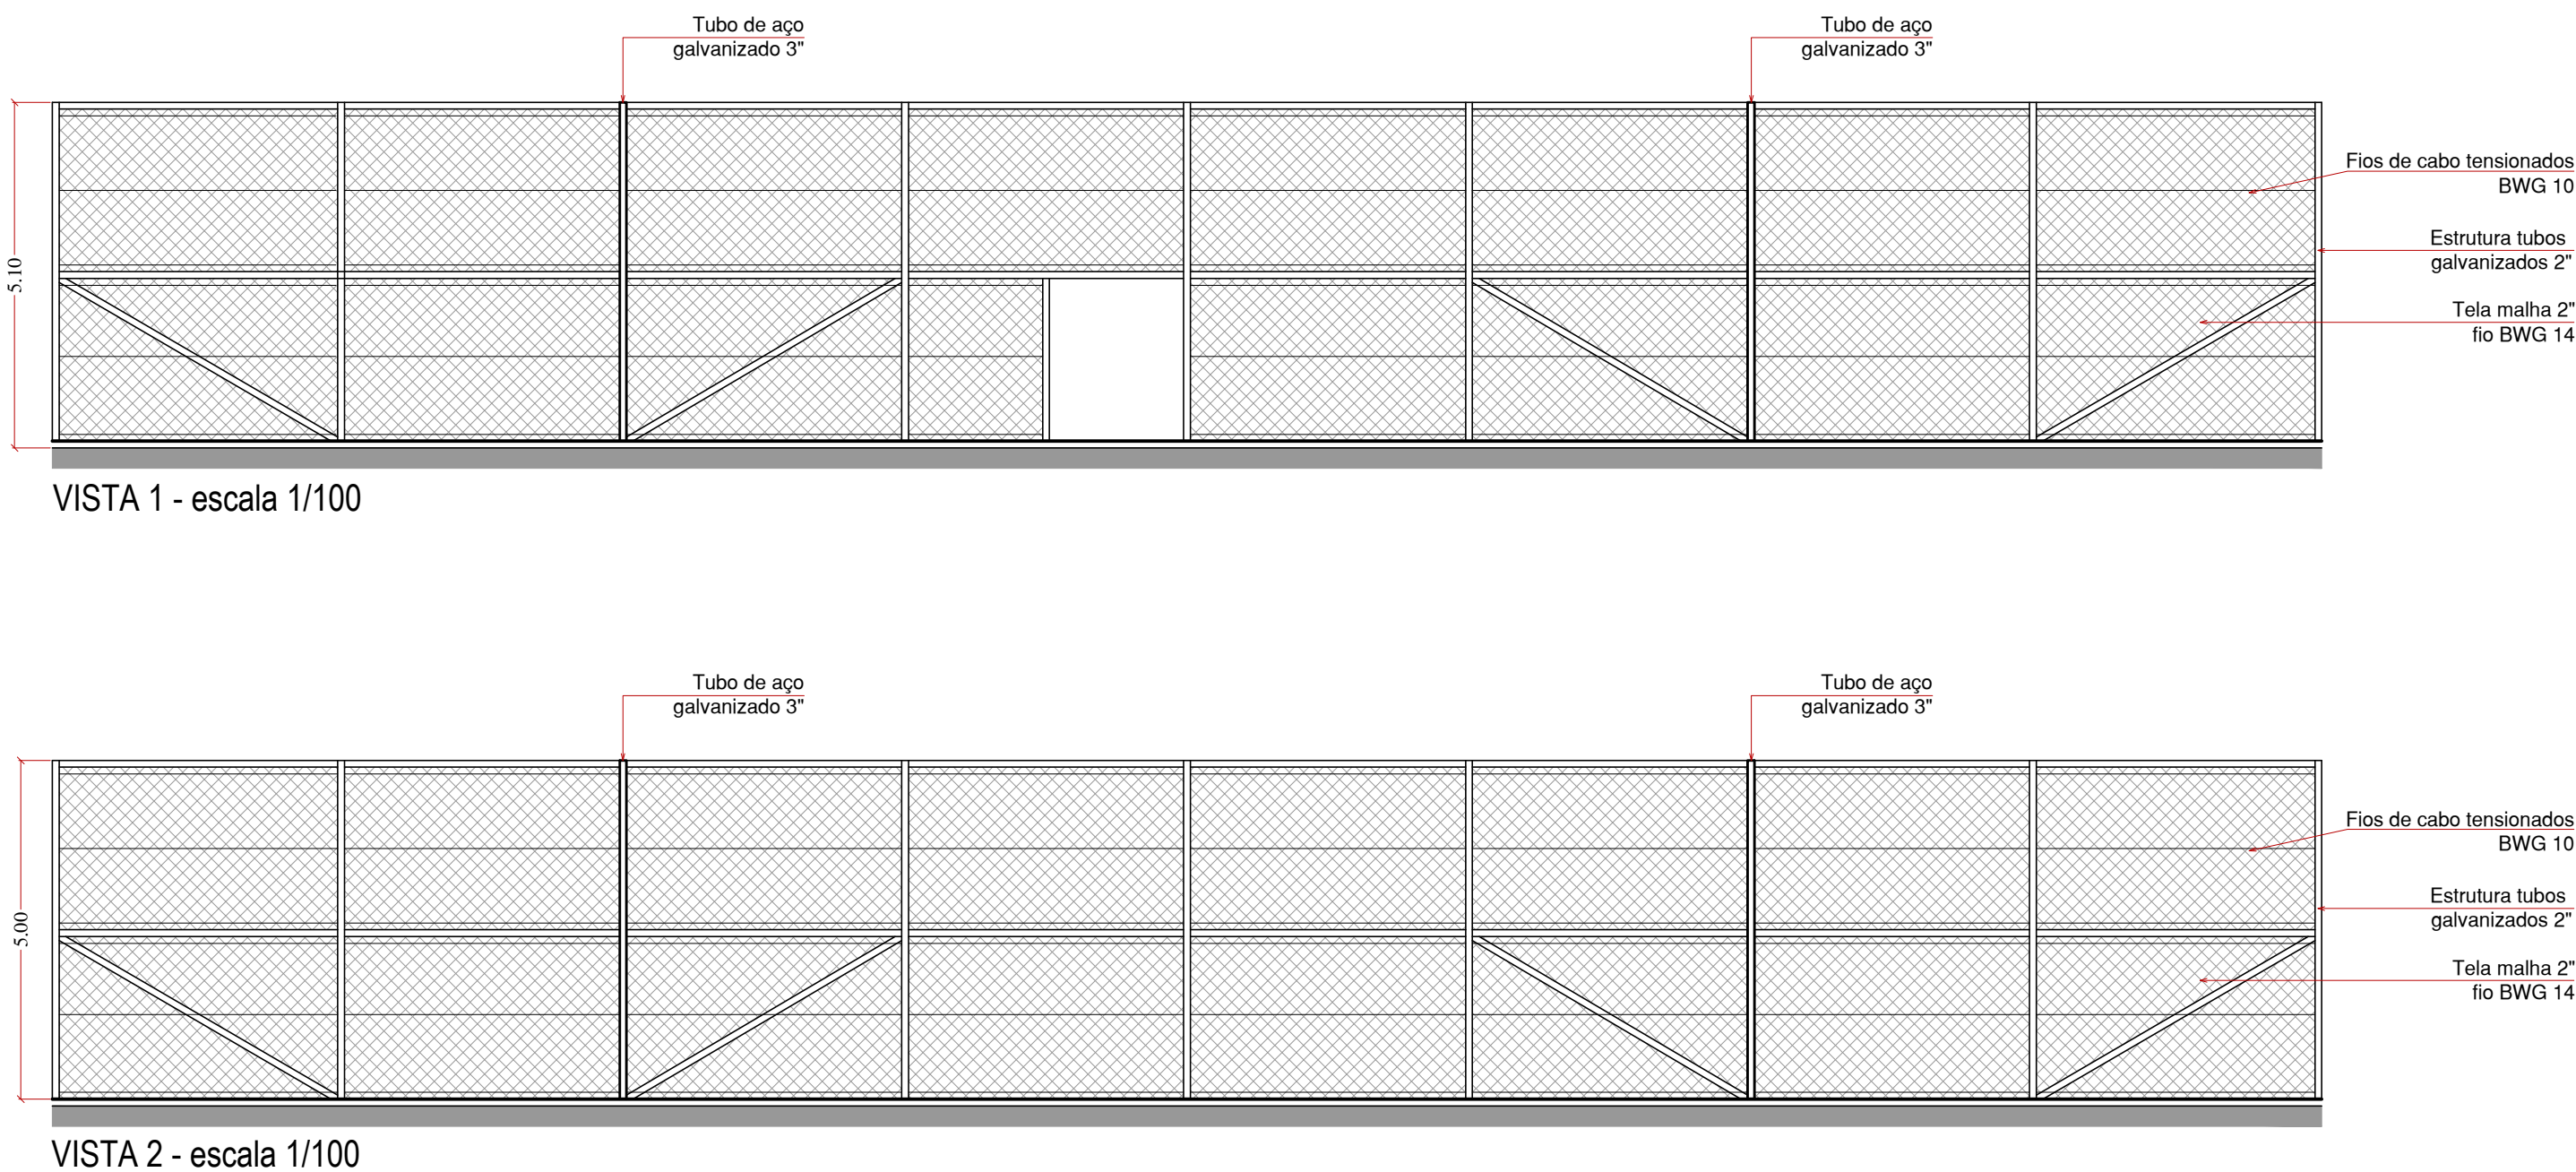 Tubo de aço
galvanizado 3"
Tubo de aço
galvanizado 3"
Fios de cabo tensionados
BWG 10
Estrutura tubos
galvanizados 2"
Tela malha 2"
fio BWG 14
5.10
VISTA 1 - escala 1/100
Tubo de aço
galvanizado 3"
Tubo de aço
galvanizado 3"
Fios de cabo tensionados
BWG 10
Estrutura tubos
galvanizados 2"
Tela malha 2"
fio BWG 14
5.00
VISTA 2 - escala 1/100